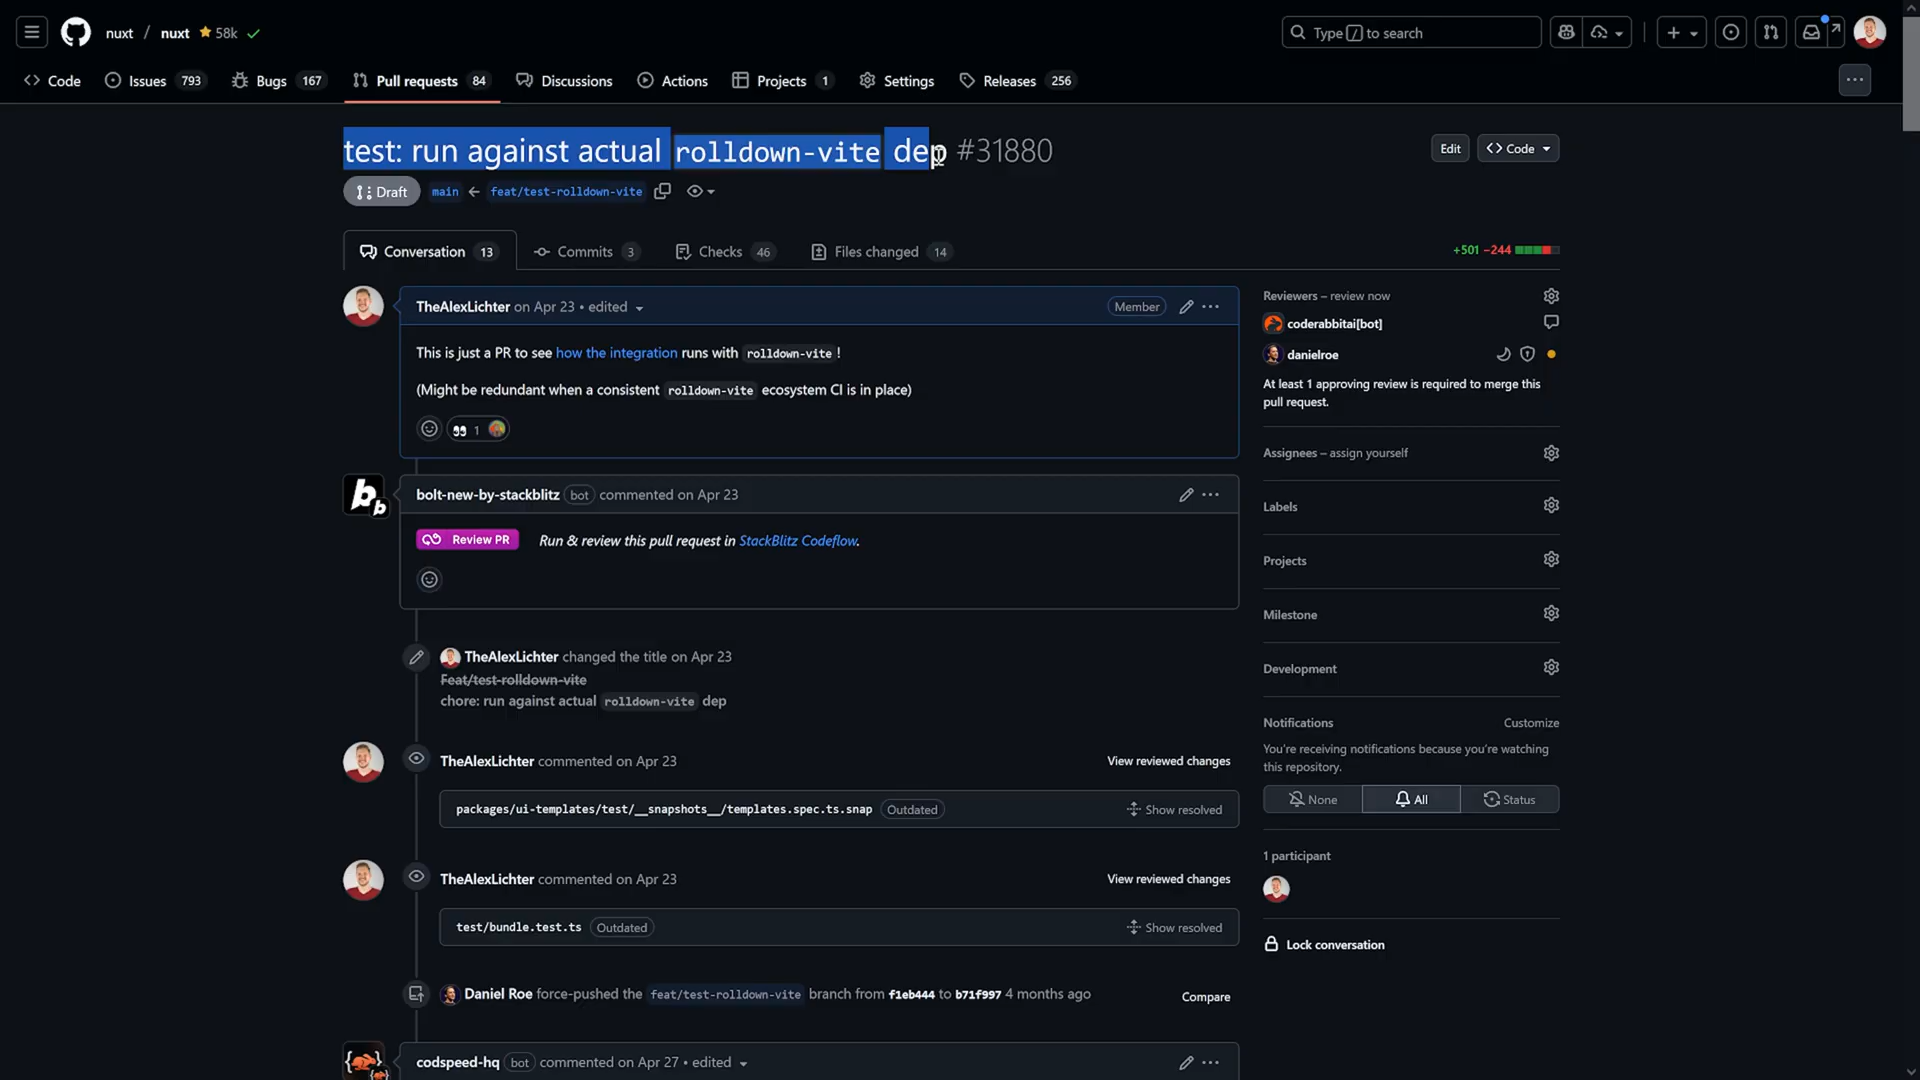 nuxt / nuxt 58k
Type / to search
Code
Issues 793
Bugs 167
Pull requests 84
Discussions
Actions
Projects 1
Settings
Releases 256
test: run against actual rolldown-vite dep #31880
Edit
Code
Draft
main ← feat/test-rolldown-vite
Conversation 13
Commits 3
Checks 46
Files changed 14
+501 −244
TheAlexLichter on Apr 23 • edited
Member
This is just a PR to see how the integration runs with rolldown-vite !
(Might be redundant when a consistent rolldown-vite ecosystem CI is in place)
1
bolt-new-by-stackblitz bot commented on Apr 23
Review PR Run & review this pull request in StackBlitz Codeflow.
TheAlexLichter changed the title on Apr 23
Feat/test-rolldown-vite
chore: run against actual rolldown-vite dep
TheAlexLichter commented on Apr 23
View reviewed changes
packages/ui-templates/test/__snapshots__/templates.spec.ts.snap Outdated
Show resolved
TheAlexLichter commented on Apr 23
View reviewed changes
test/bundle.test.ts Outdated
Show resolved
Daniel Roe force-pushed the feat/test-rolldown-vite branch from f1eb444 to b71f997 4 months ago
Compare
codspeed-hq bot commented on Apr 27 • edited
Reviewers – review now
coderabbitai[bot]
danielroe
At least 1 approving review is required to merge this
pull request.
Assignees – assign yourself
Labels
Projects
Milestone
Development
Notifications
Customize
You're receiving notifications because you're watching
this repository.
None
All
Status
1 participant
Lock conversation